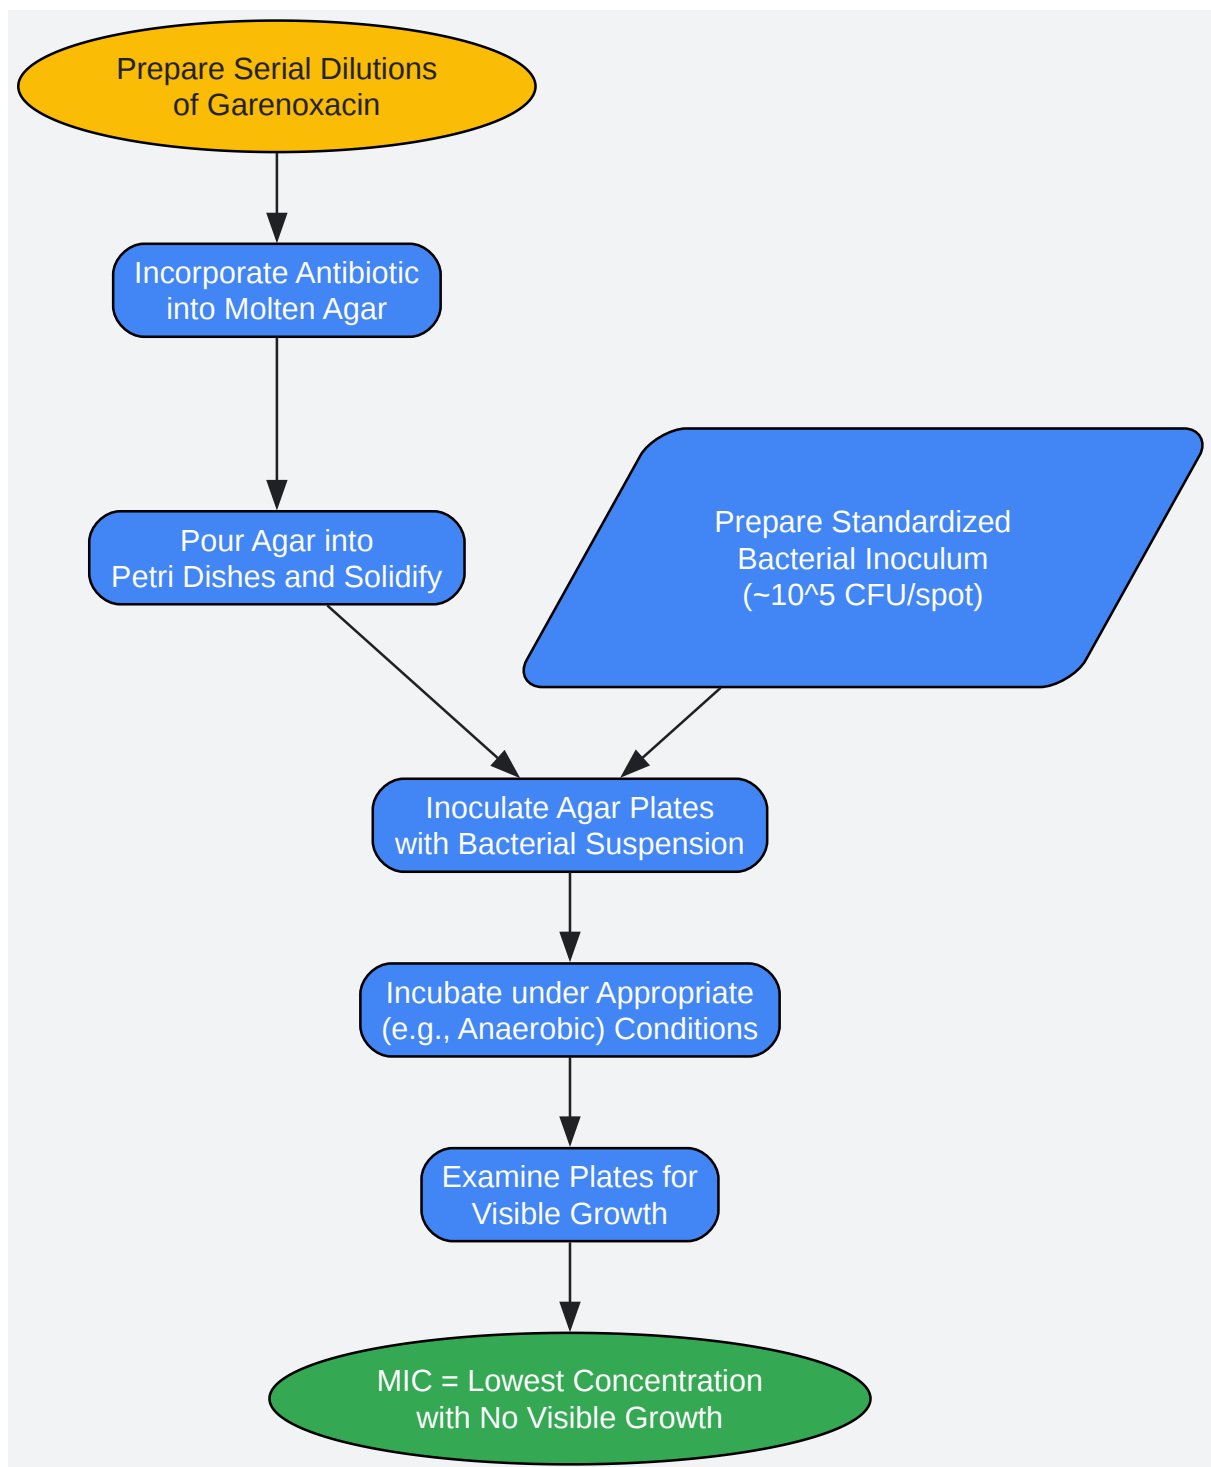 Prepare Serial Dilutions
of Garenoxacin
Incorporate Antibiotic
into Molten Agar
Pour Agar into
Petri Dishes and Solidify
Prepare Standardized
Bacterial Inoculum
(~10^5 CFU/spot)
Inoculate Agar Plates
with Bacterial Suspension
Incubate under Appropriate
(e.g., Anaerobic) Conditions
Examine Plates for
Visible Growth
MIC = Lowest Concentration
with No Visible Growth